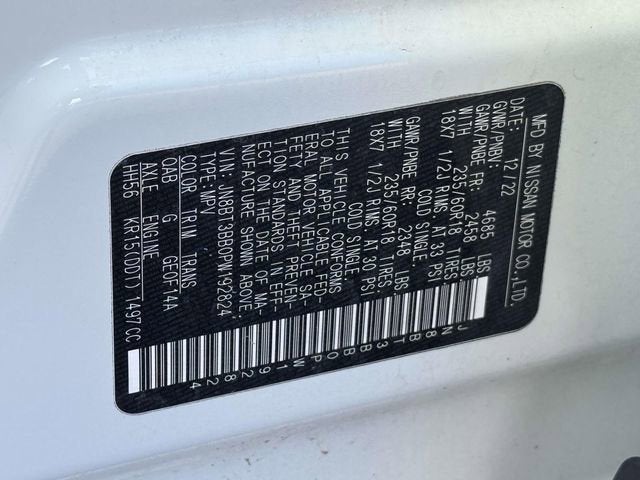 MFD BY NISSAN MOTOR CO.,LTD.
DATE: 12/22
GVWR/PNBV: 4685 LBS
GAWR/PNBE FR: 2458 LBS
WITH 235/60R18 TIRES,
18X7 1/2J RIMS AT 33 PSI
COLD SINGLE.
GAWR/PNBE RR: 2348 LBS
WITH 235/60R18 TIRES,
18X7 1/2J RIMS AT 30 PSI
COLD SINGLE.
THIS VEHICLE CONFORMS
TO ALL APPLICABLE FED-
ERAL MOTOR VEHICLE SA-
FETY AND THEFT PREVEN-
TION STANDARDS IN EFF-
ECT ON THE DATE OF MA-
NUFACTURE SHOWN ABOVE.
V/N: JN8BT3BB0PW192824
TYPE: MPV
COLOR TRIM TRANS
QAB G GEOF14A
AXLE ENGINE
HH56 KR15(DDT) 1497CC
JN8BT3BB0PW192824